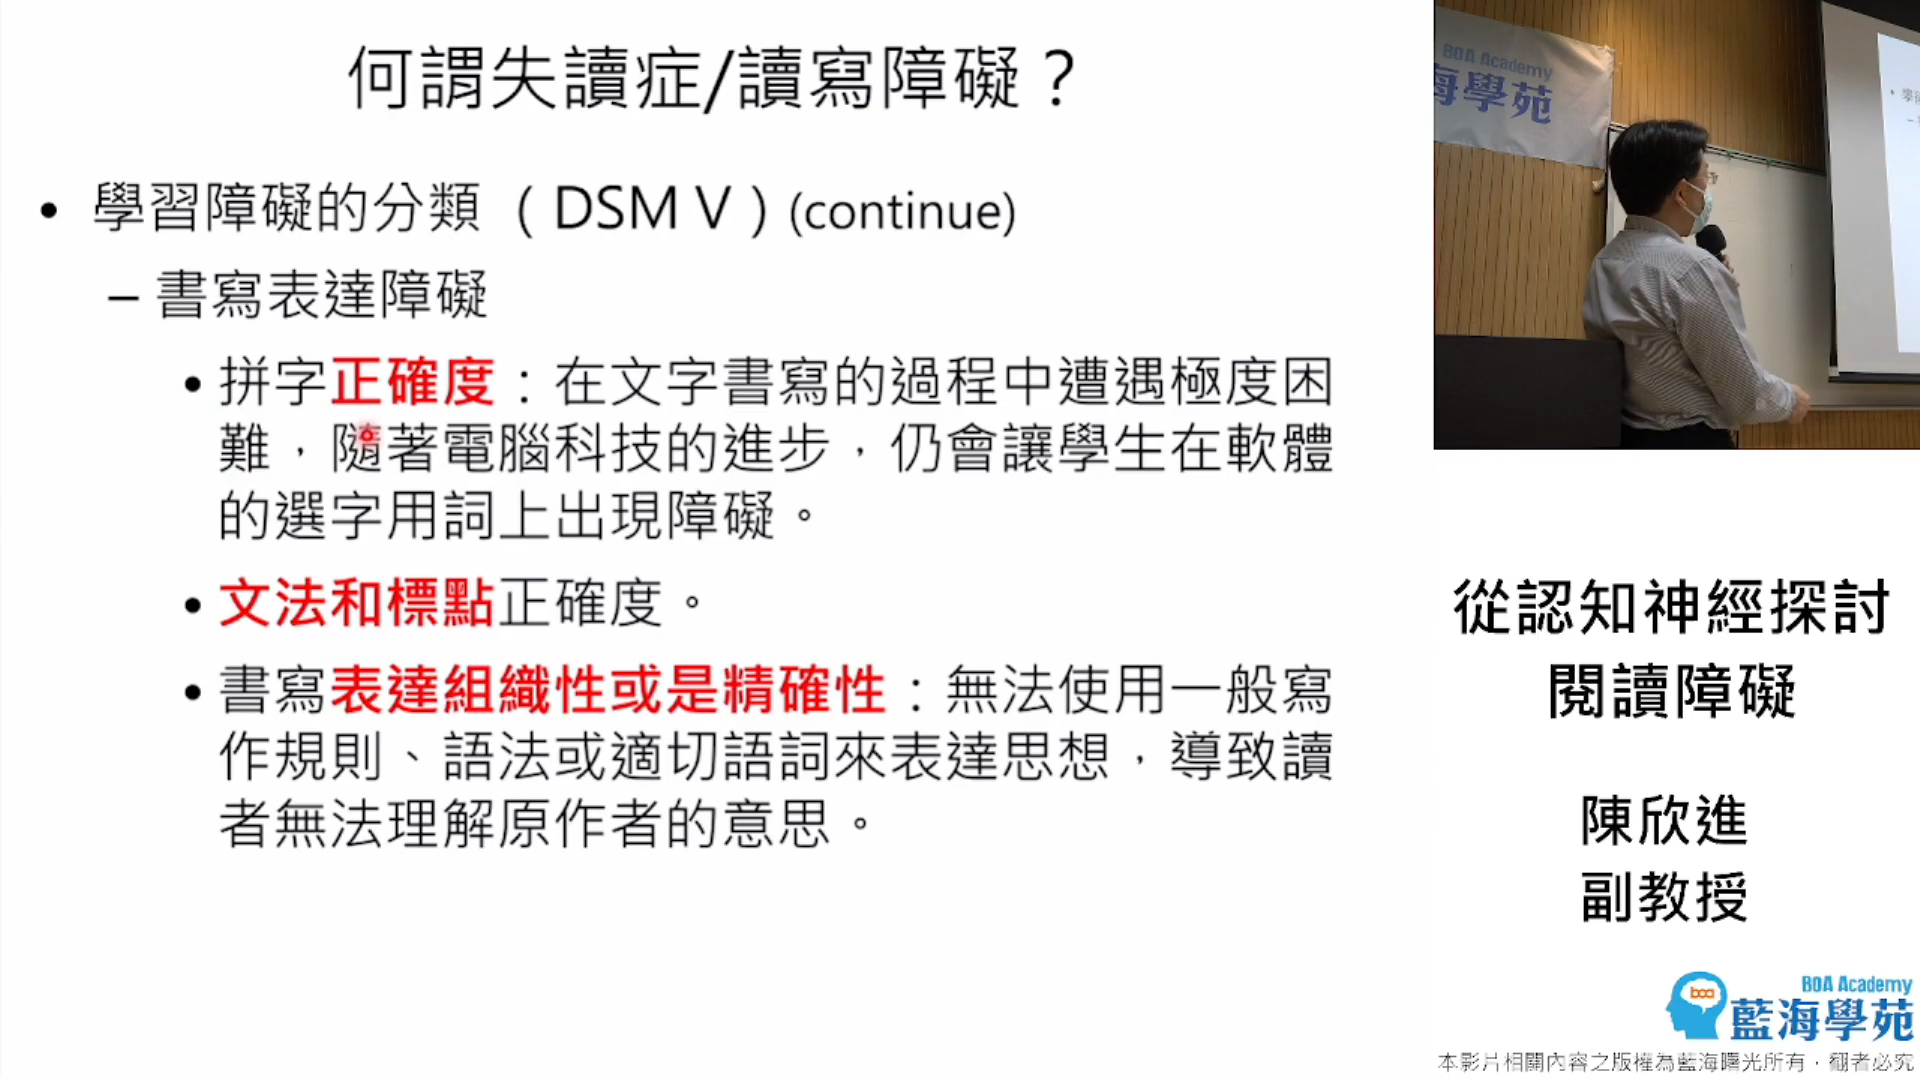 何謂失讀症/讀寫障礙？
• 學習障礙的分類（DSM V）(continue)
– 書寫表達障礙
• 拼字正確度：在文字書寫的過程中遭遇極度困
難，隨著電腦科技的進步，仍會讓學生在軟體
的選字用詞上出現障礙。
• 文法和標點正確度。
• 書寫表達組織性或是精確性：無法使用一般寫
作規則、語法或適切語詞來表達思想，導致讀
者無法理解原作者的意思。
BOA Academy
海學苑
從認知神經探討
閱讀障礙
陳欣進
副教授
boa
BOA Academy
藍海學苑
本影片相關內容之版權為藍海曙光所有，翻者必究